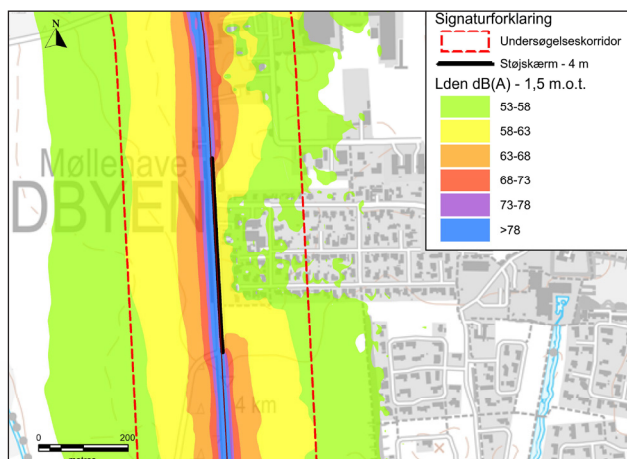 N
Møllehave
DBYEN
4 km
0
200
Signaturforklaring
Undersøgelseskorridor
Støjskærm - 4 m
Lden dB(A) - 1,5 m.o.t.
53-58
58-63
63-68
68-73
73-78
>78